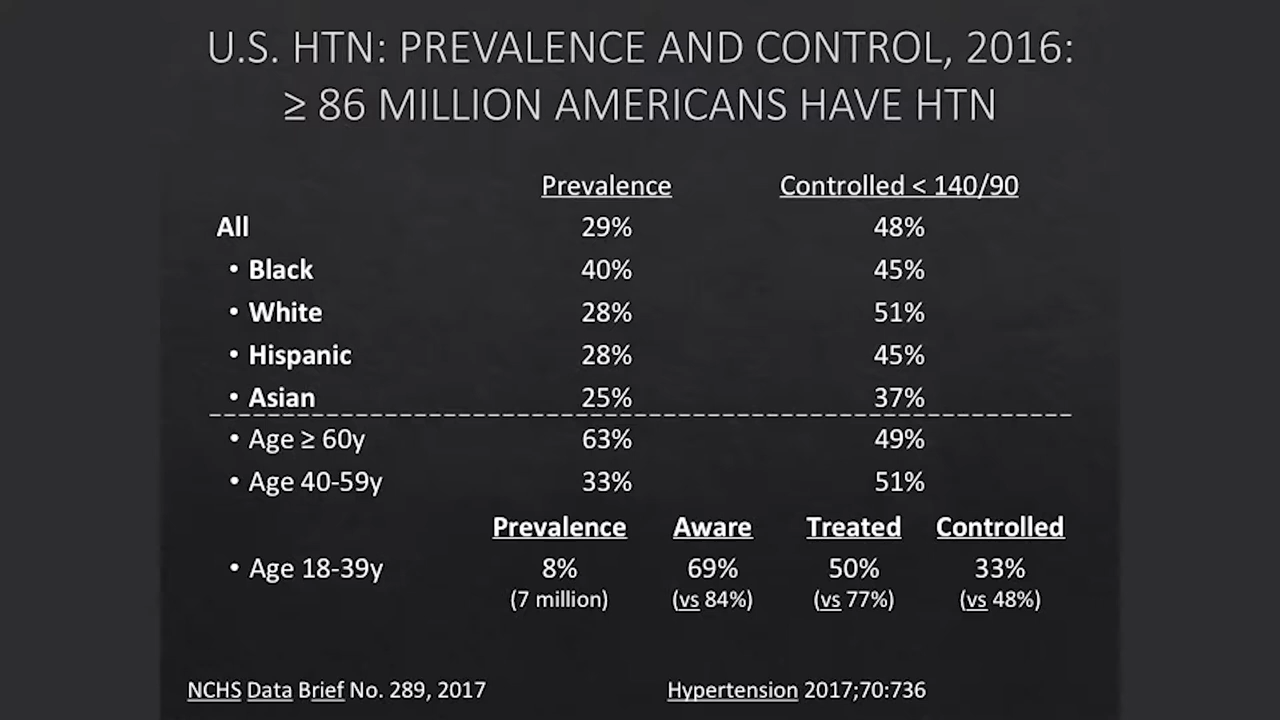 U.S. HTN: PREVALENCE AND CONTROL, 2016:
≥ 86 MILLION AMERICANS HAVE HTN
Prevalence Controlled < 140/90
All 29% 48%
• Black 40% 45%
• White 28% 51%
• Hispanic 28% 45%
• Asian 25% 37%
• Age ≥ 60y 63% 49%
• Age 40-59y 33% 51%
Prevalence Aware Treated Controlled
• Age 18-39y 8% 69% 50% 33%
(7 million) (vs 84%) (vs 77%) (vs 48%)
NCHS Data Brief No. 289, 2017 Hypertension 2017;70:736